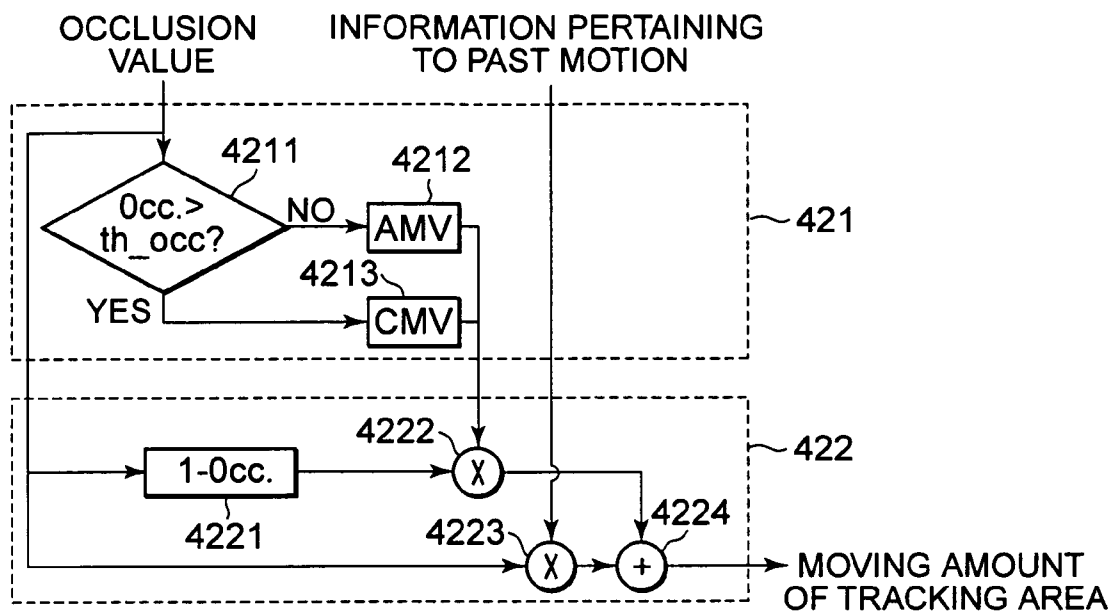 OCCLUSION
VALUE
INFORMATION PERTAINING
TO PAST MOTION
4211
0cc.>
th_occ?
NO
4212
AMV
421
4213
YES
CMV
4222
X
422
1-0cc.
4221
4223
X
4224
+
MOVING AMOUNT
OF TRACKING AREA